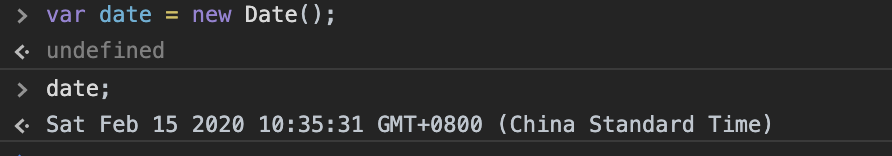 > var date = new Date();
<· undefined
> date;
<· Sat Feb 15 2020 10:35:31 GMT+0800 (China Standard Time)